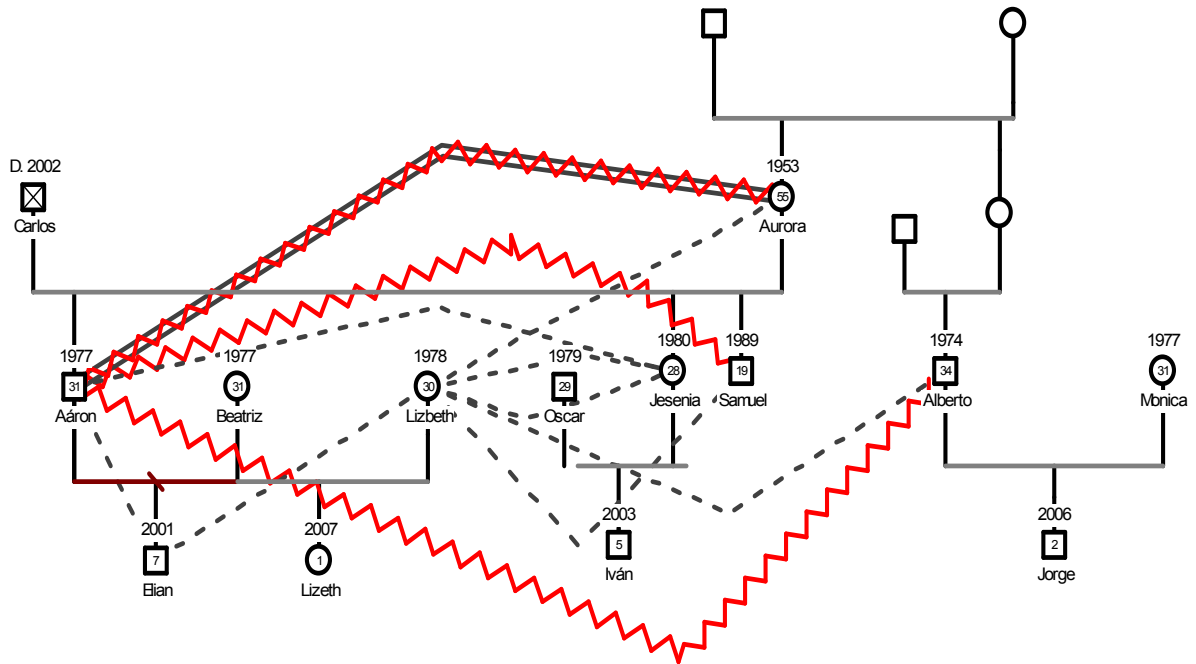 D. 2002
Carlos
1953
55
Aurora
1977
31
Aáron
1977
31
Beatriz
1978
30
Lizbeth
1979
29
Oscar
1980
28
Jesenia
1989
19
Samuel
1974
34
Alberto
1977
31
Monica
2001
7
Elian
2007
1
Lizeth
2003
5
Iván
2006
2
Jorge